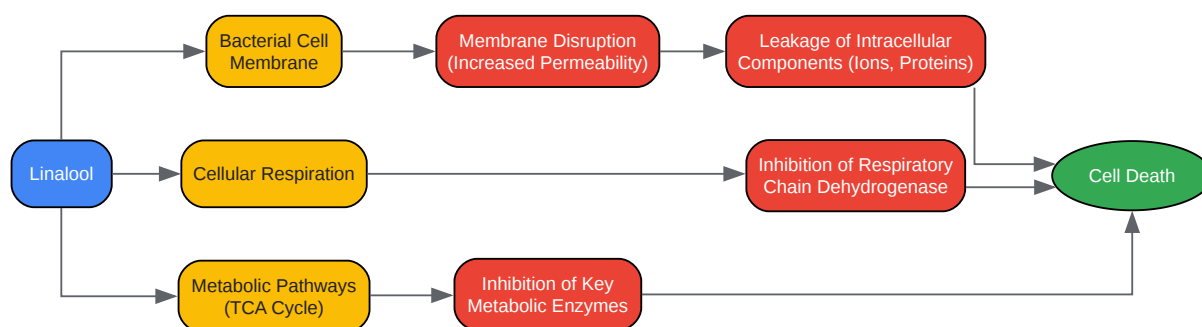 Bacterial Cell
Membrane
Membrane Disruption
(Increased Permeability)
Leakage of Intracellular
Components (Ions, Proteins)
Linalool
Cellular Respiration
Inhibition of Respiratory
Chain Dehydrogenase
Cell Death
Metabolic Pathways
(TCA Cycle)
Inhibition of Key
Metabolic Enzymes